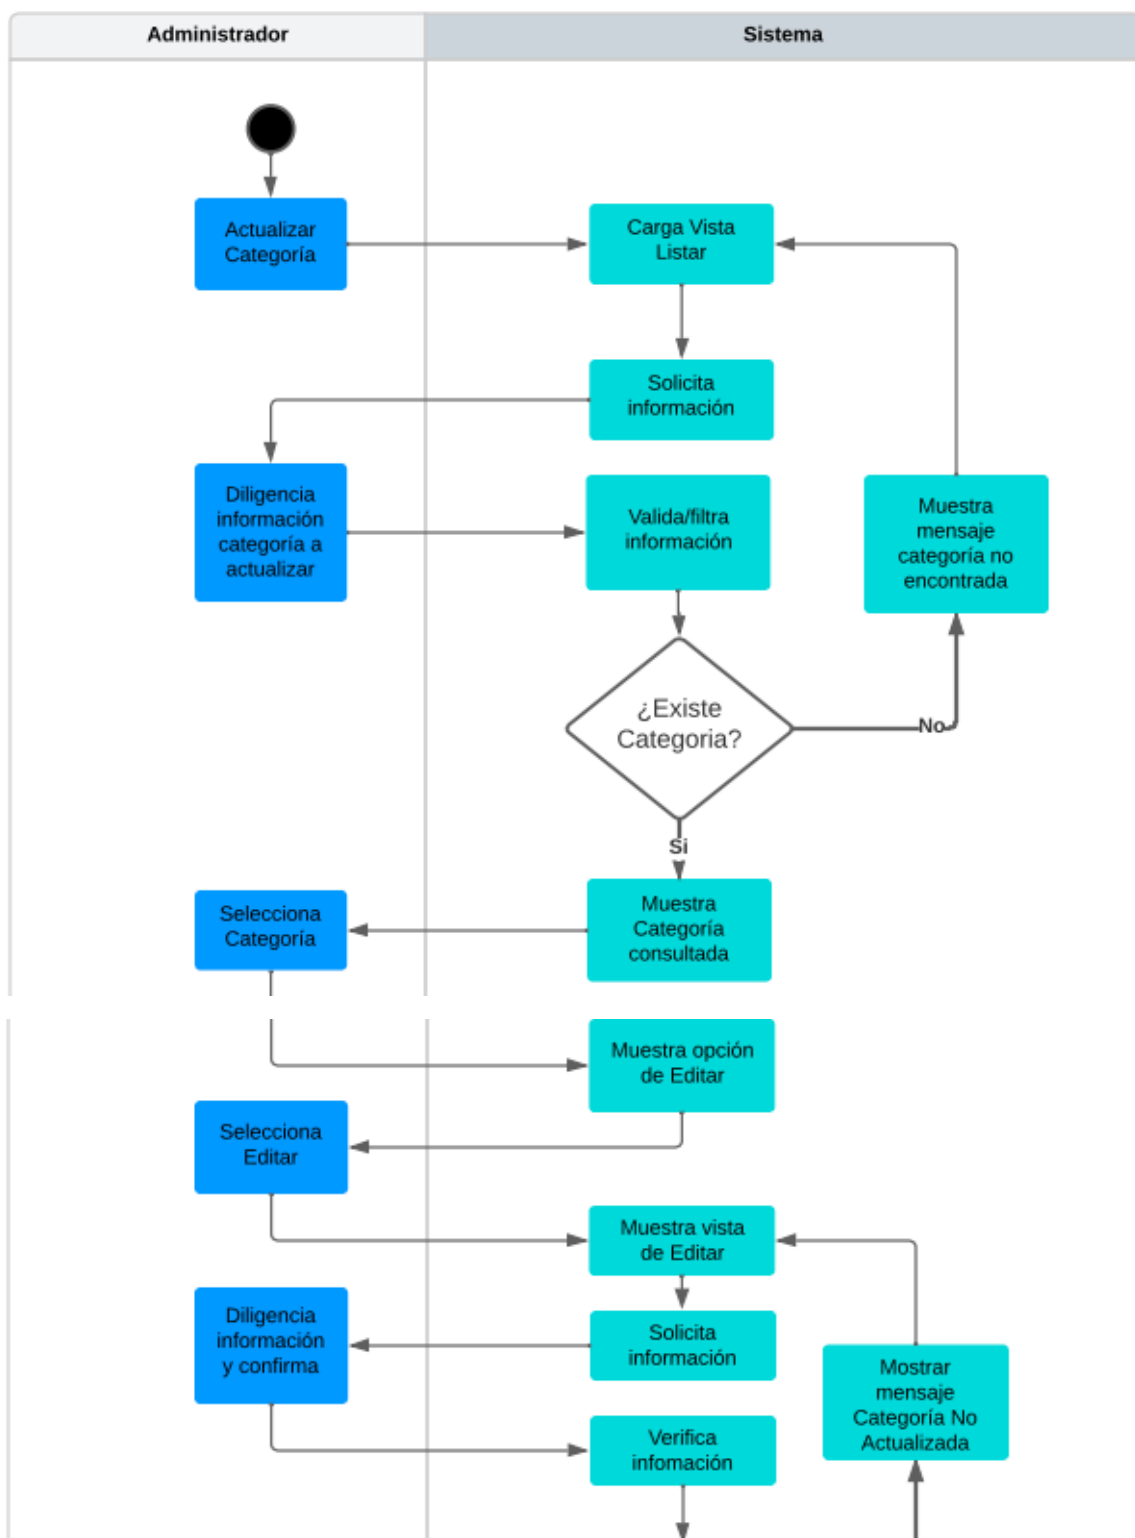 Administrador
Sistema
Actualizar
Categoría
Carga Vista
Listar
Solicita
información
Diligencia
información
categoría a
actualizar
Valida/filtra
información
Muestra
mensaje
categoría no
encontrada
¿Existe
Categoria?
No
Si
Muestra
Categoría
consultada
Selecciona
Categoría
Muestra opción
de Editar
Selecciona
Editar
Muestra vista
de Editar
Solicita
información
Diligencia
información
y confirma
Mostrar
mensaje
Categoría No
Actualizada
Verifica
infomación